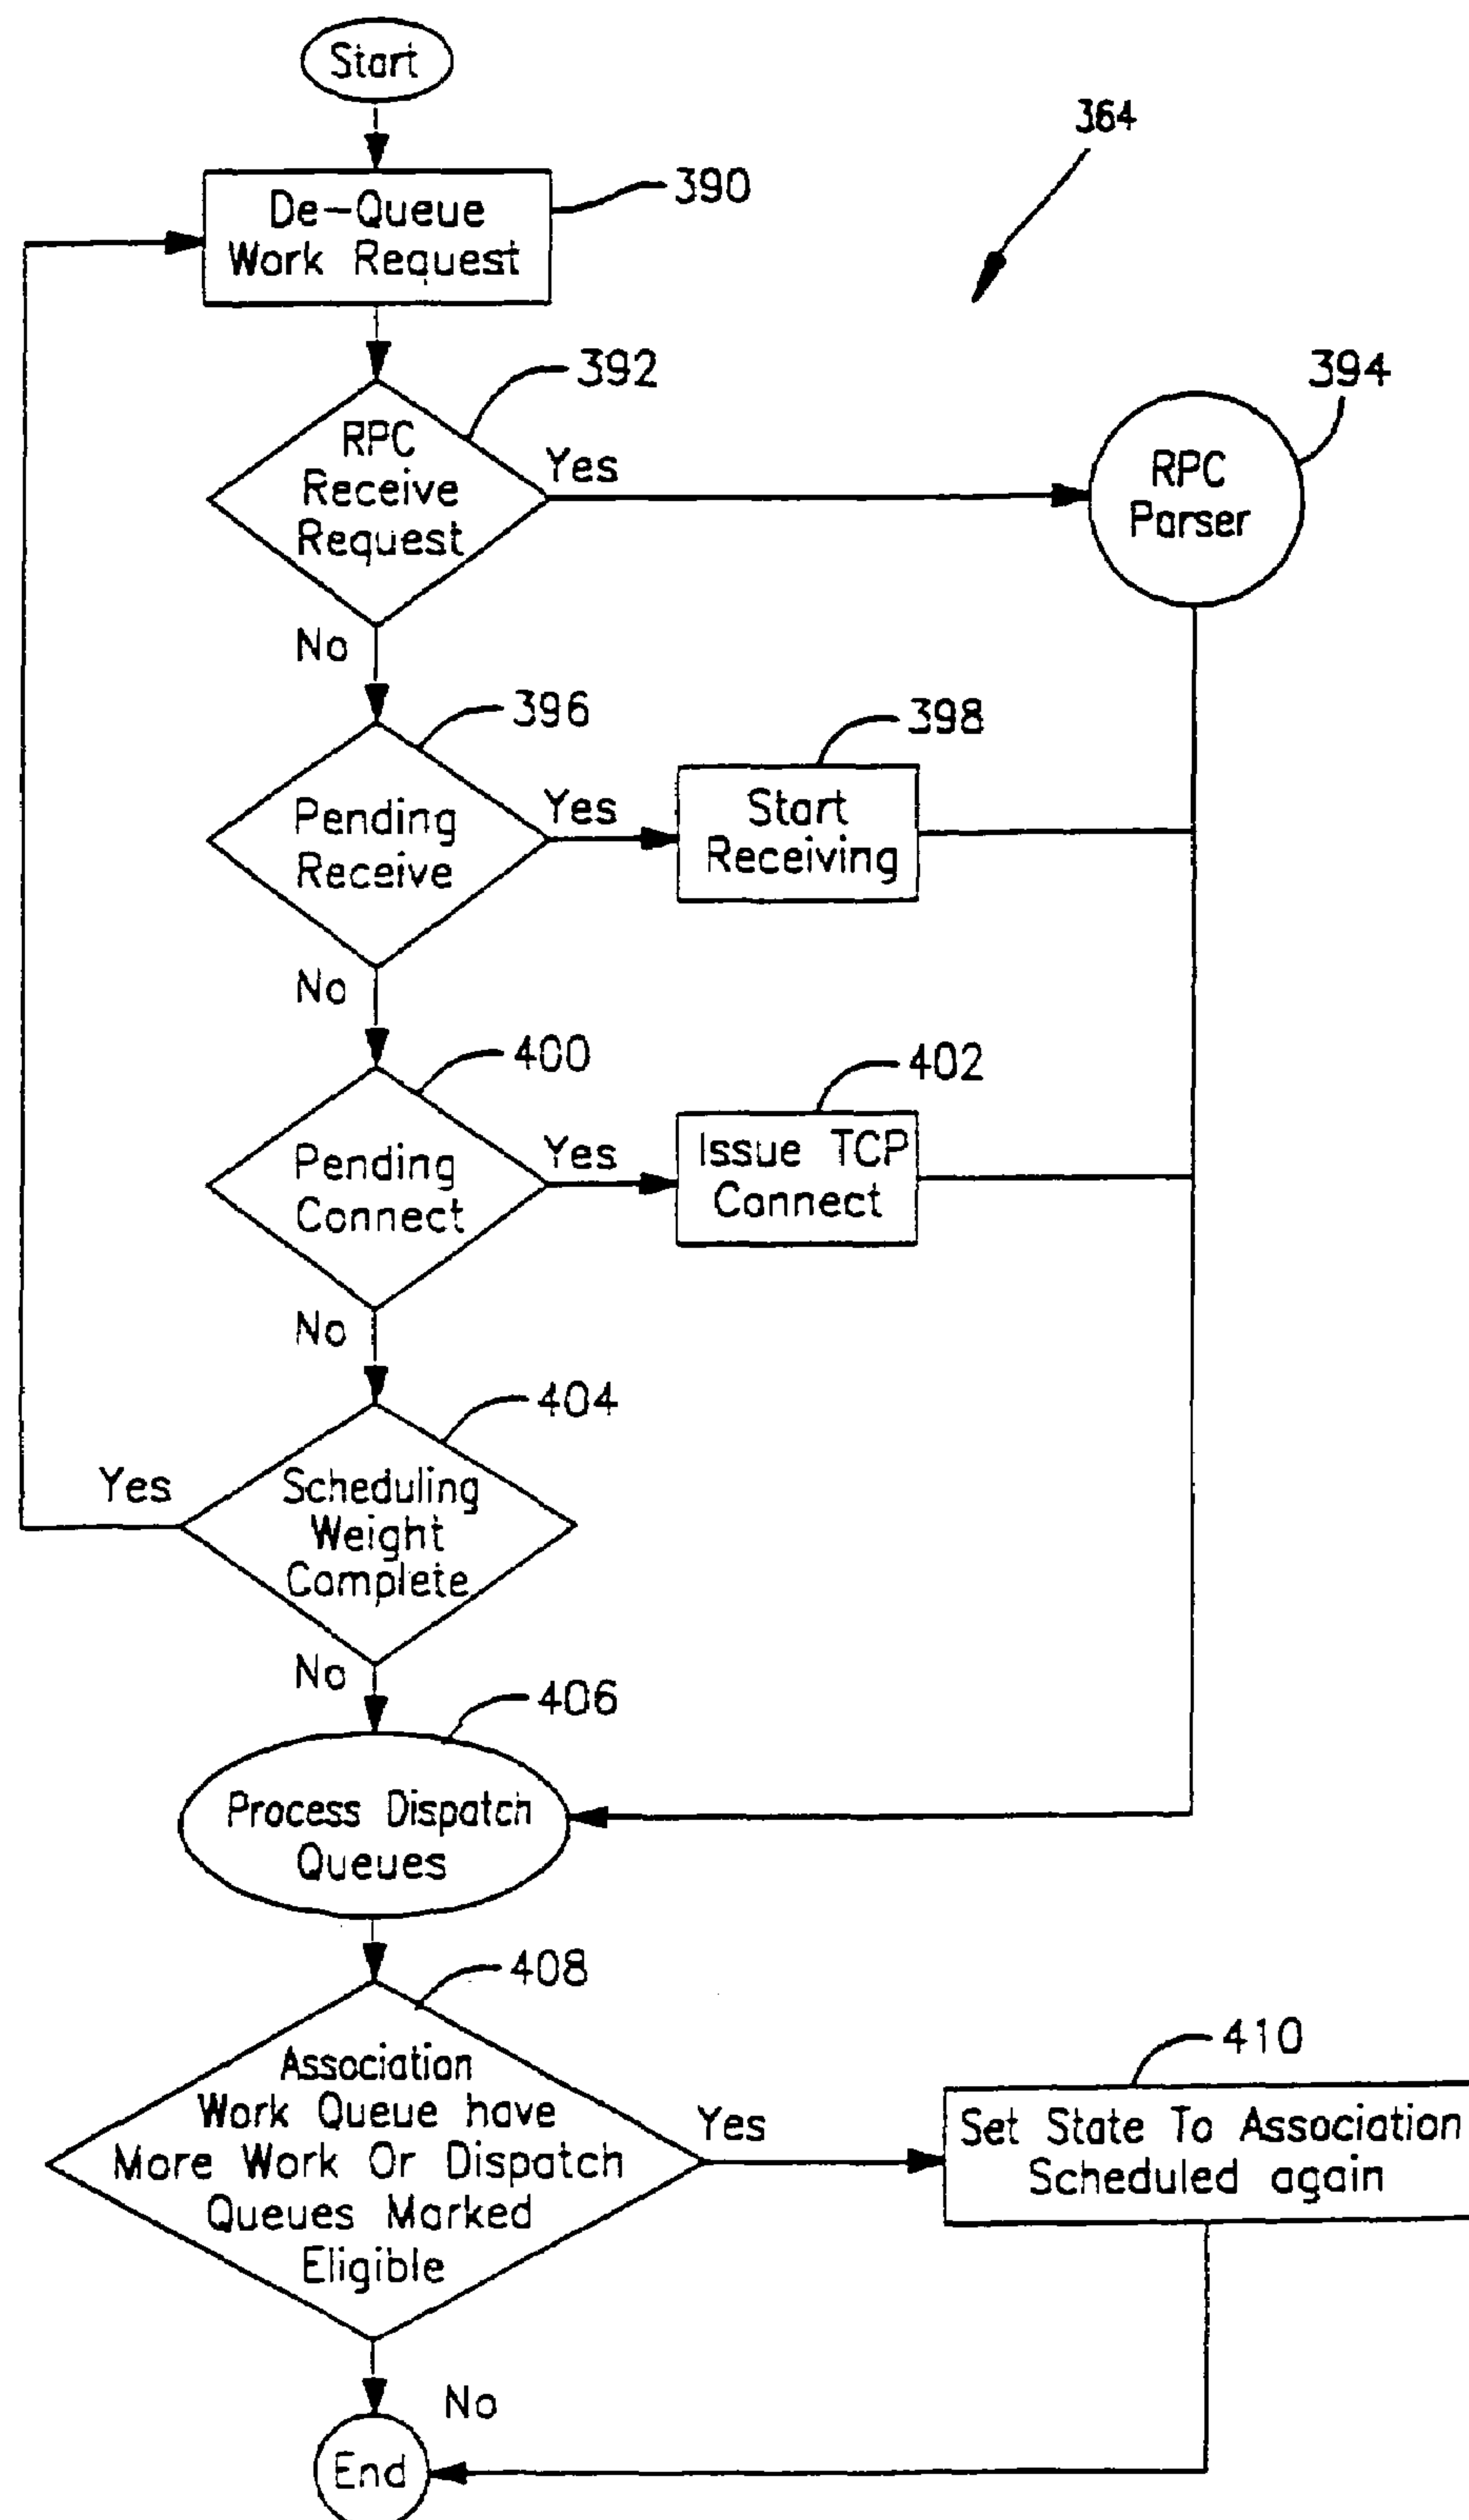 Start
364
De-Queue
Work Request
390
392
RPC
Receive
Request
Yes
394
RPC
Parser
No
396
Pending
Receive
Yes
398
Start
Receiving
No
400
Pending
Connect
Yes
402
Issue TCP
Connect
No
404
Scheduling
Weight
Complete
Yes
No
406
Process Dispatch
Queues
408
Association
Work Queue have
More Work Or Dispatch
Queues Marked
Eligible
Yes
410
Set State To Association
Scheduled again
No
End